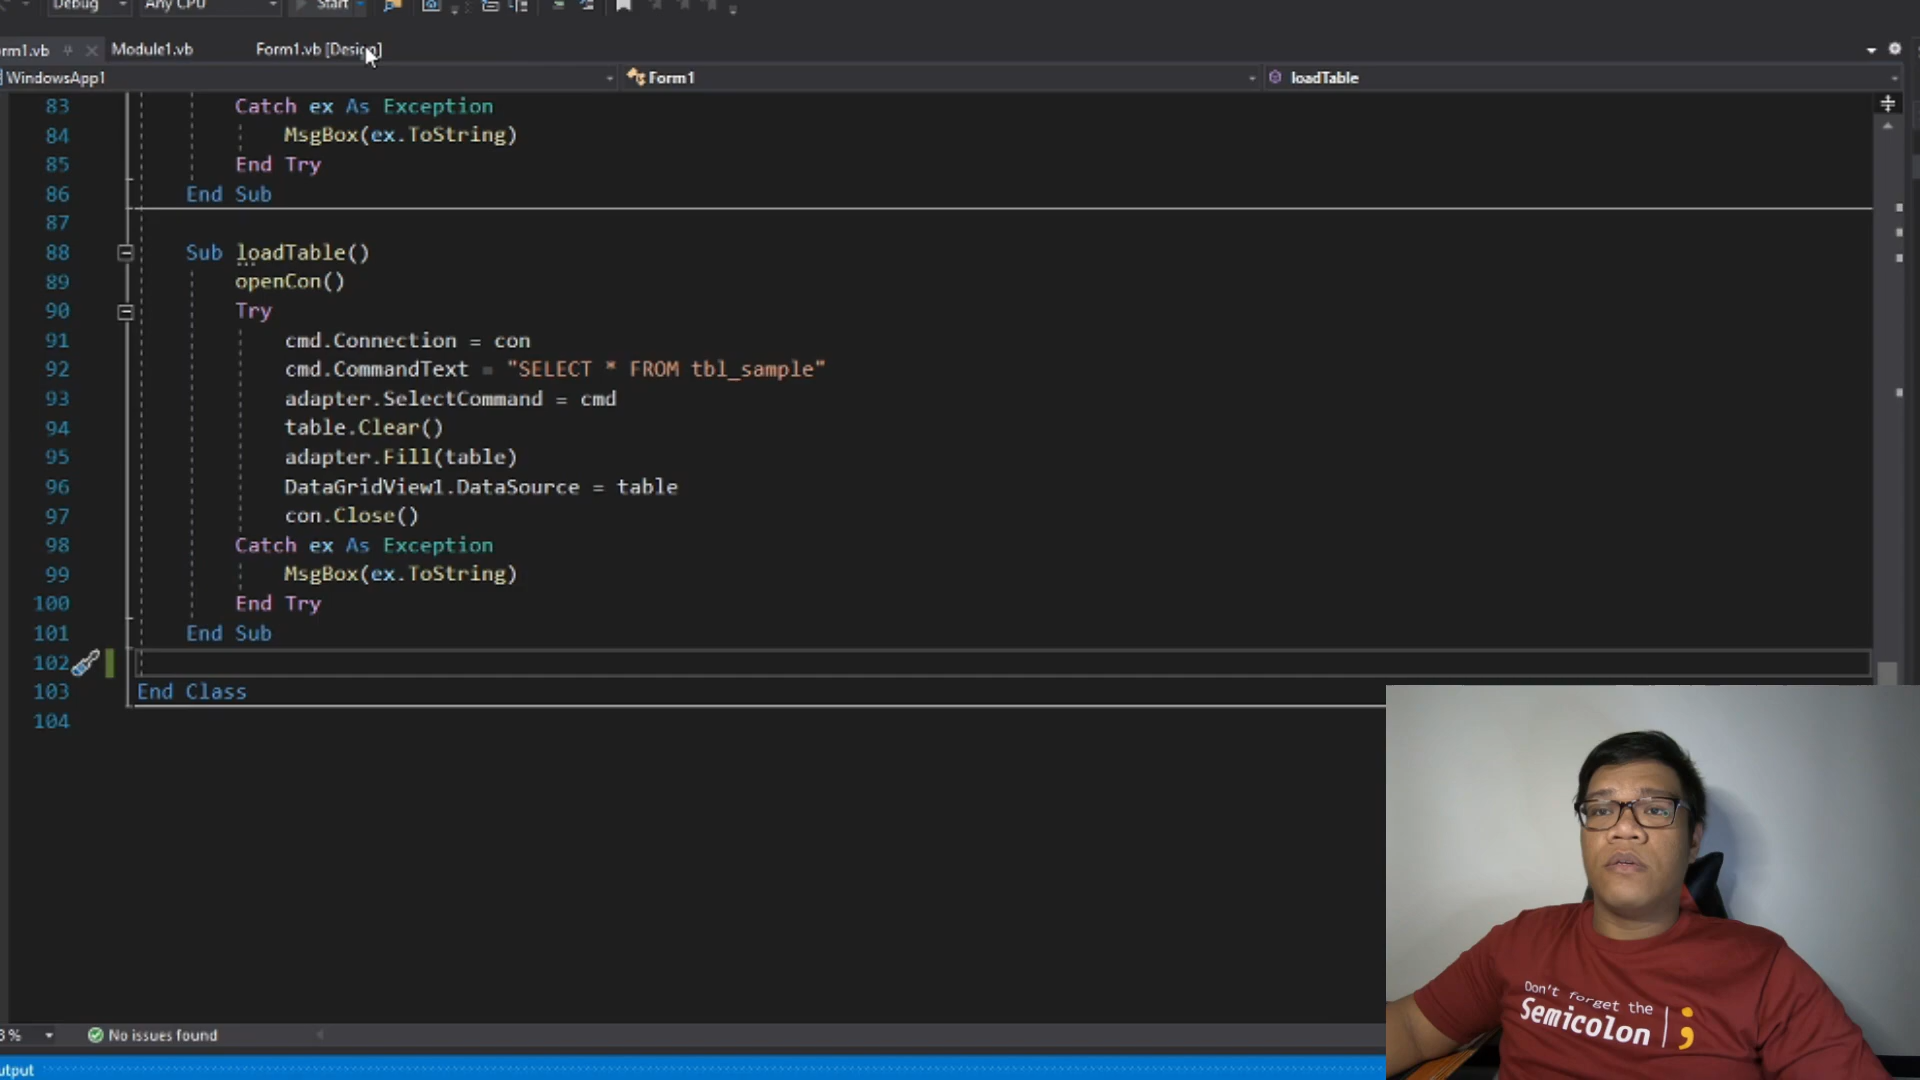 Debug Any CPU Start
rm1.vb Module1.vb Form1.vb [Design]
WindowsApp1 Form1 loadTable
83 Catch ex As Exception
84 MsgBox(ex.ToString)
85 End Try
86 End Sub
87
88 Sub loadTable()
89 openCon()
90 Try
91 cmd.Connection = con
92 cmd.CommandText = "SELECT * FROM tbl_sample"
93 adapter.SelectCommand = cmd
94 table.Clear()
95 adapter.Fill(table)
96 DataGridView1.DataSource = table
97 con.Close()
98 Catch ex As Exception
99 MsgBox(ex.ToString)
100 End Try
101 End Sub
102
103 End Class
104
Don't forget the
Semicolon | ;
% No issues found
utput